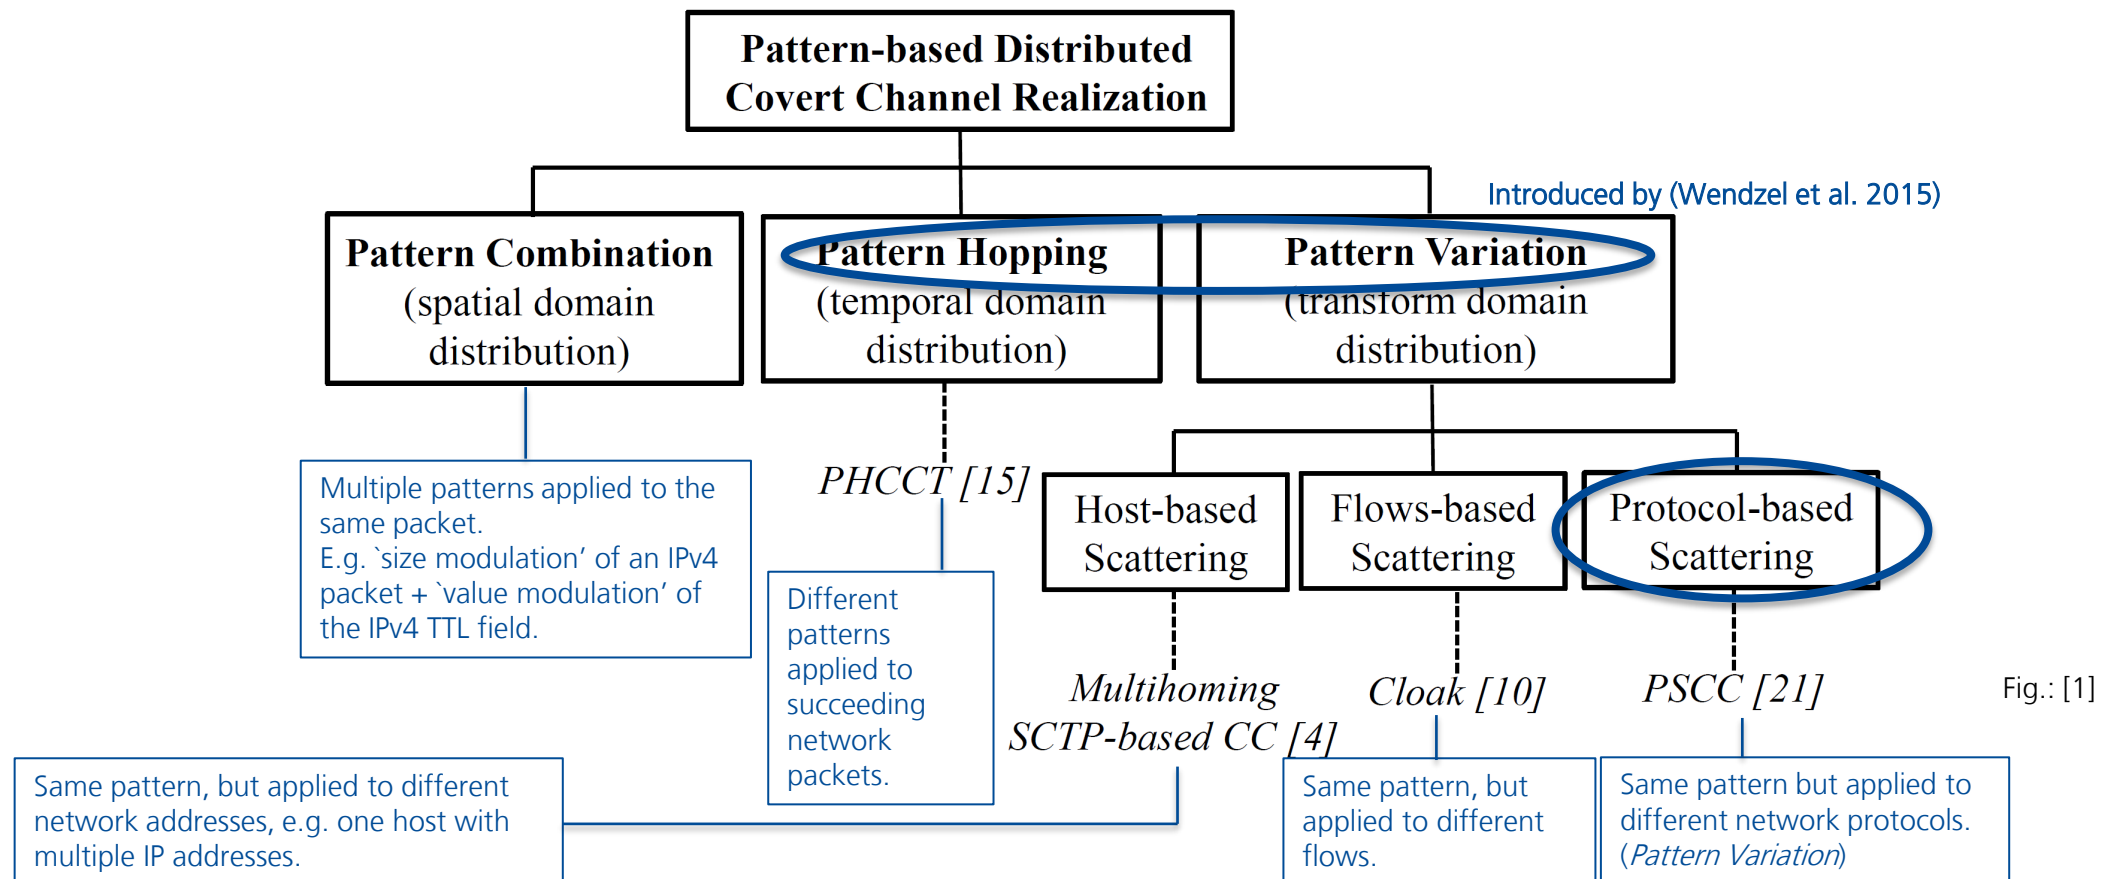 Pattern-based Distributed
Covert Channel Realization
Introduced by (Wendzel et al. 2015)
Pattern Combination
(spatial domain
distribution)
Pattern Hopping
(temporal domain
distribution)
Pattern Variation
(transform domain
distribution)
Multiple patterns applied to the
same packet.
E.g. `size modulation’ of an IPv4
packet + `value modulation’ of
the IPv4 TTL field.
PHCCT [15]
Host-based
Scattering
Flows-based
Scattering
Protocol-based
Scattering
Different
patterns
applied to
succeeding
network
packets.
Multihoming
SCTP-based CC [4]
Cloak [10]
PSCC [21]
Fig.: [1]
Same pattern, but applied to different
network addresses, e.g. one host with
multiple IP addresses.
Same pattern, but
applied to different
flows.
Same pattern but applied to
different network protocols.
(Pattern Variation)